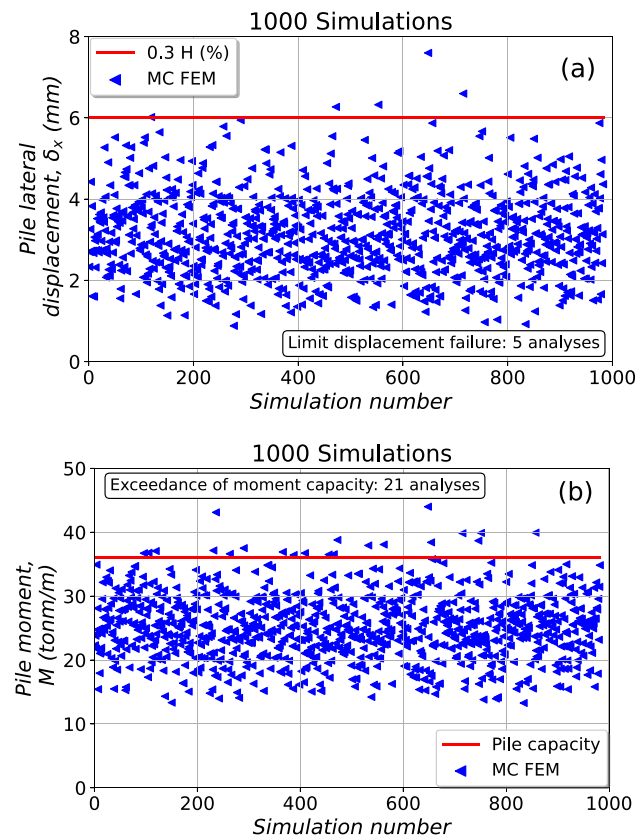 1000 Simulations
0.3 H (%)
MC FEM
(a)
Pile lateral
displacement, δ_x (mm)
8
6
4
2
0
Limit displacement failure: 5 analyses
0 200 400 600 800 1000
Simulation number
1000 Simulations
Exceedance of moment capacity: 21 analyses
(b)
Pile moment,
M (tonm/m)
50
40
30
20
10
0
Pile capacity
MC FEM
0 200 400 600 800 1000
Simulation number